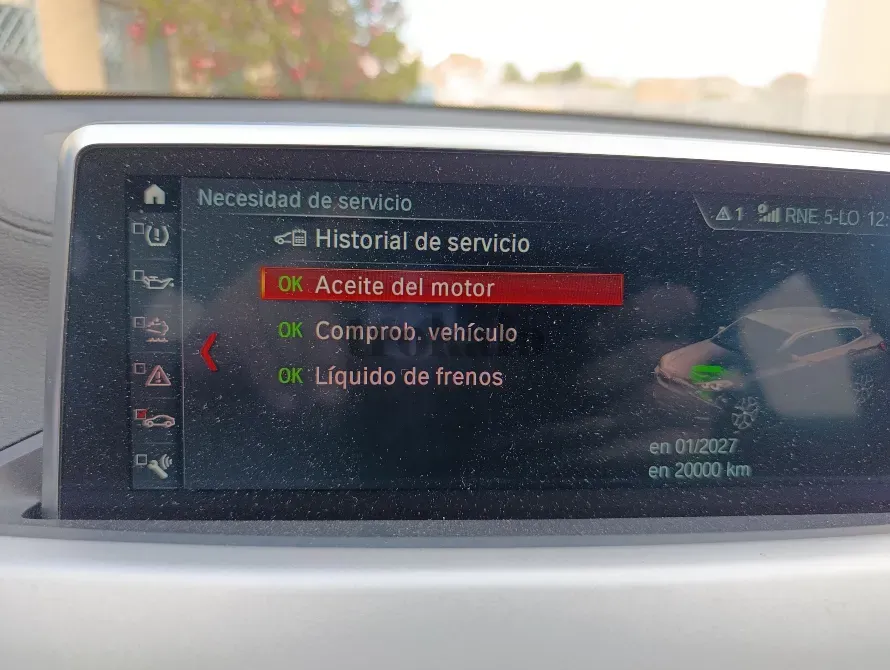 Necesidad de servicio
1 RNE 5-LO 12:
Historial de servicio
OK Aceite del motor
OK Comprob. vehículo
OK Líquido de frenos
en 01/2027
en 20000 km